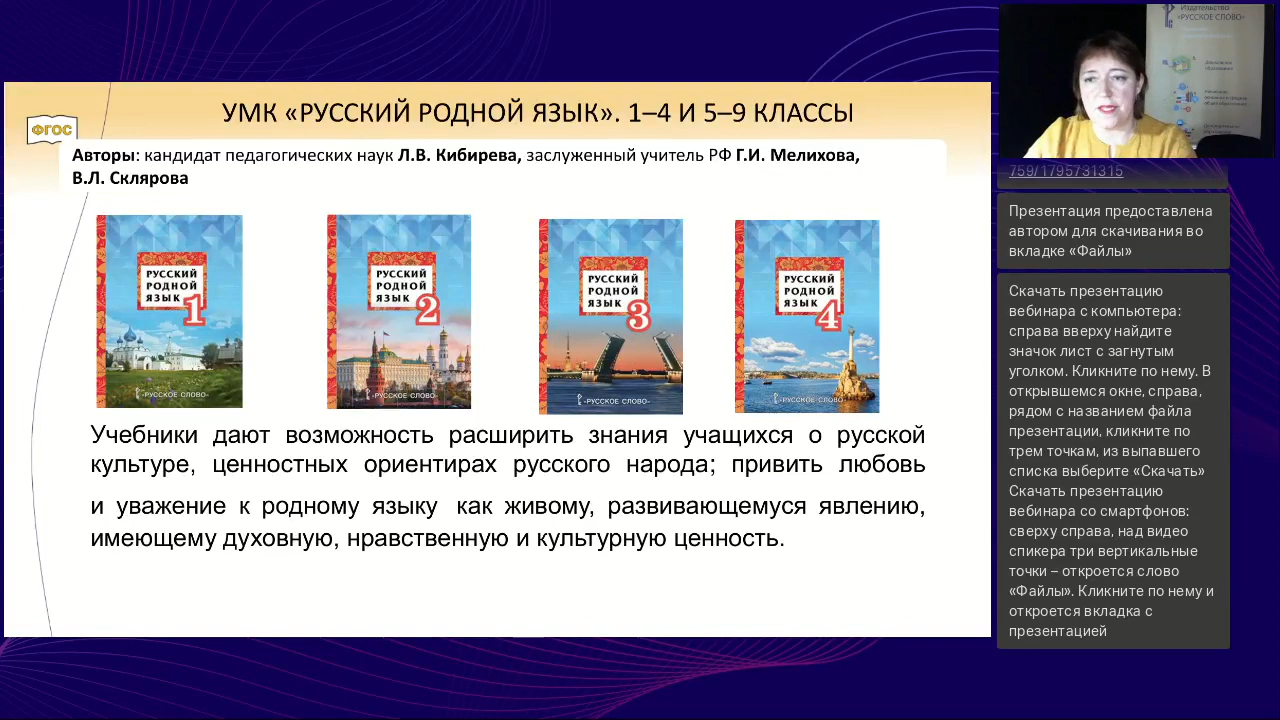 УМК «РУССКИЙ РОДНОЙ ЯЗЫК». 1–4 И 5–9 КЛАССЫ
ФГОС
Авторы: кандидат педагогических наук Л.В. Кибирева, заслуженный учитель РФ Г.И. Мелихова,
В.Л. Склярова
РУССКИЙ
РОДНОЙ
ЯЗЫК 1
«РУССКОЕ СЛОВО»
РУССКИЙ
РОДНОЙ
ЯЗЫК 2
«РУССКОЕ СЛОВО»
РУССКИЙ
РОДНОЙ
ЯЗЫК 3
«РУССКОЕ СЛОВО»
РУССКИЙ
РОДНОЙ
ЯЗЫК 4
«РУССКОЕ СЛОВО»
Учебники дают возможность расширить знания учащихся о русской
культуре, ценностных ориентирах русского народа; привить любовь
и уважение к родному языку как живому, развивающемуся явлению,
имеющему духовную, нравственную и культурную ценность.
Издательство
«РУССКОЕ СЛОВО»
759/1795731315
Презентация предоставлена
автором для скачивания во
вкладке «Файлы»
Скачать презентацию
вебинара с компьютера:
справа вверху найдите
значок лист с загнутым
уголком. Кликните по нему. В
открывшемся окне, справа,
рядом с названием файла
презентации, кликните по
трем точкам, из выпавшего
списка выберите «Скачать»
Скачать презентацию
вебинара со смартфонов:
сверху справа, над видео
спикера три вертикальные
точки – откроется слово
«Файлы». Кликните по нему и
откроется вкладка с
презентацией